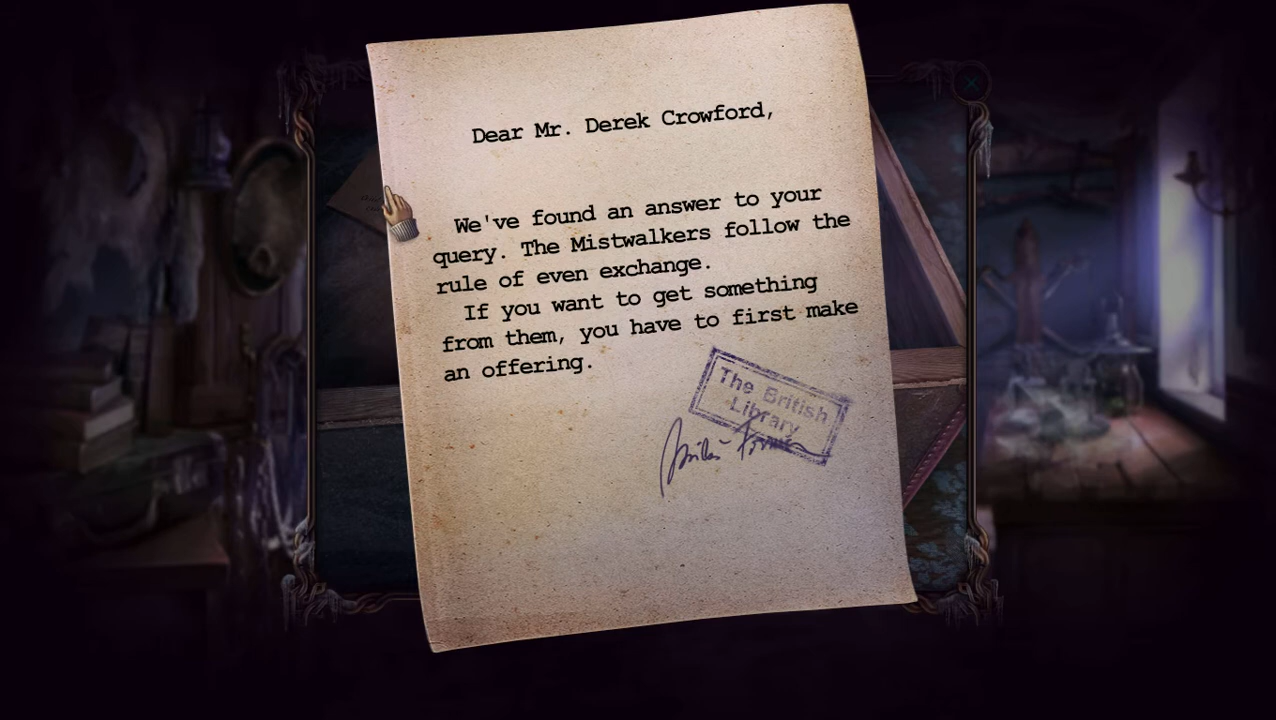 Dear Mr. Derek Crowford,
We've found an answer to your
query. The Mistwalkers follow the
rule of even exchange.
If you want to get something
from them, you have to first make
an offering.
The British
Library